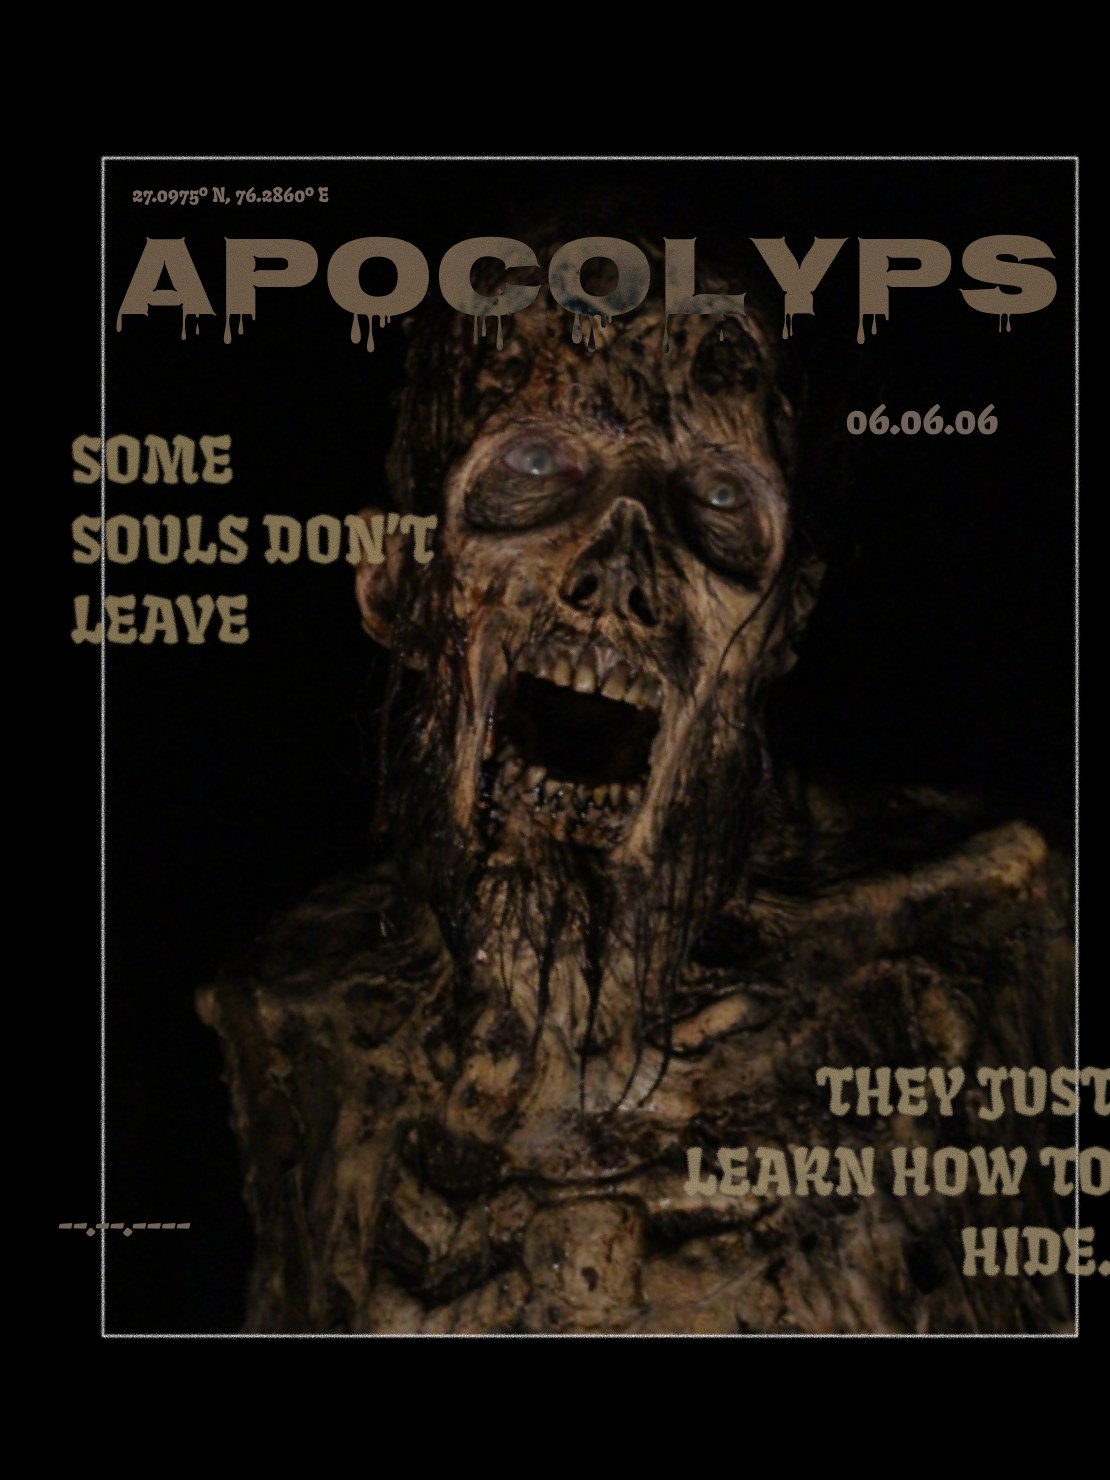 27.0975° N, 76.2860° E
APOCOLYPS
06.06.06
SOME
SOULS DON'T
LEAVE
THEY JUST
LEARN HOW TO
HIDE.
--.--.----